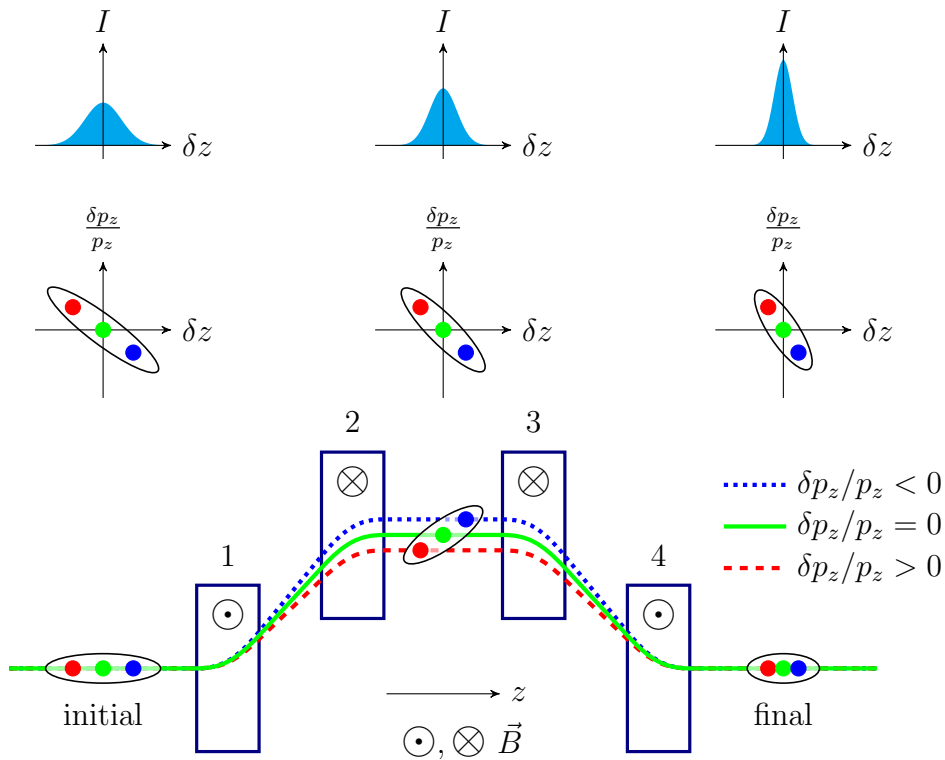 I I I
δz δz δz
δp_z/p_z δp_z/p_z δp_z/p_z
δz δz δz
2 3
δp_z/p_z < 0
δp_z/p_z = 0
1 4
δp_z/p_z > 0
z
initial final
⊙, ⊗ B⃗